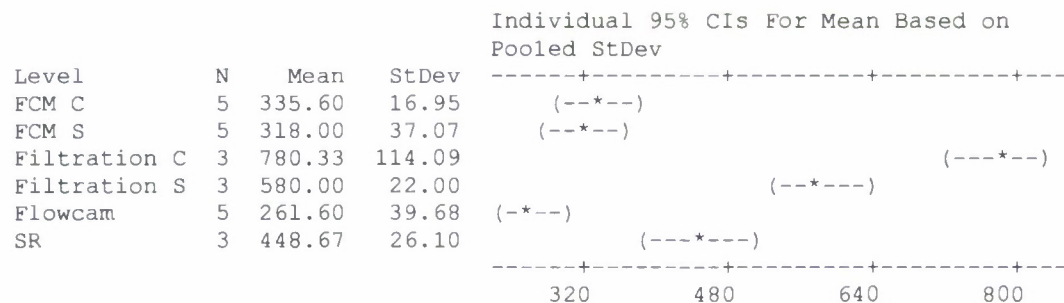 Individual 95% CIs For Mean Based on
                                        Pooled StDev
Level         N    Mean   StDev  ------+---------+---------+---------+---
FCM C         5  335.60   16.95      (--*--)
FCM S         5  318.00   37.07     (--*--)
Filtration C  3  780.33  114.09                                (---*--)
Filtration S  3  580.00   22.00                    (--*---)
Flowcam       5  261.60   39.68  (-*--)
SR            3  448.67   26.10            (---*---)
                                 ------+---------+---------+---------+---
                                     320       480       640       800